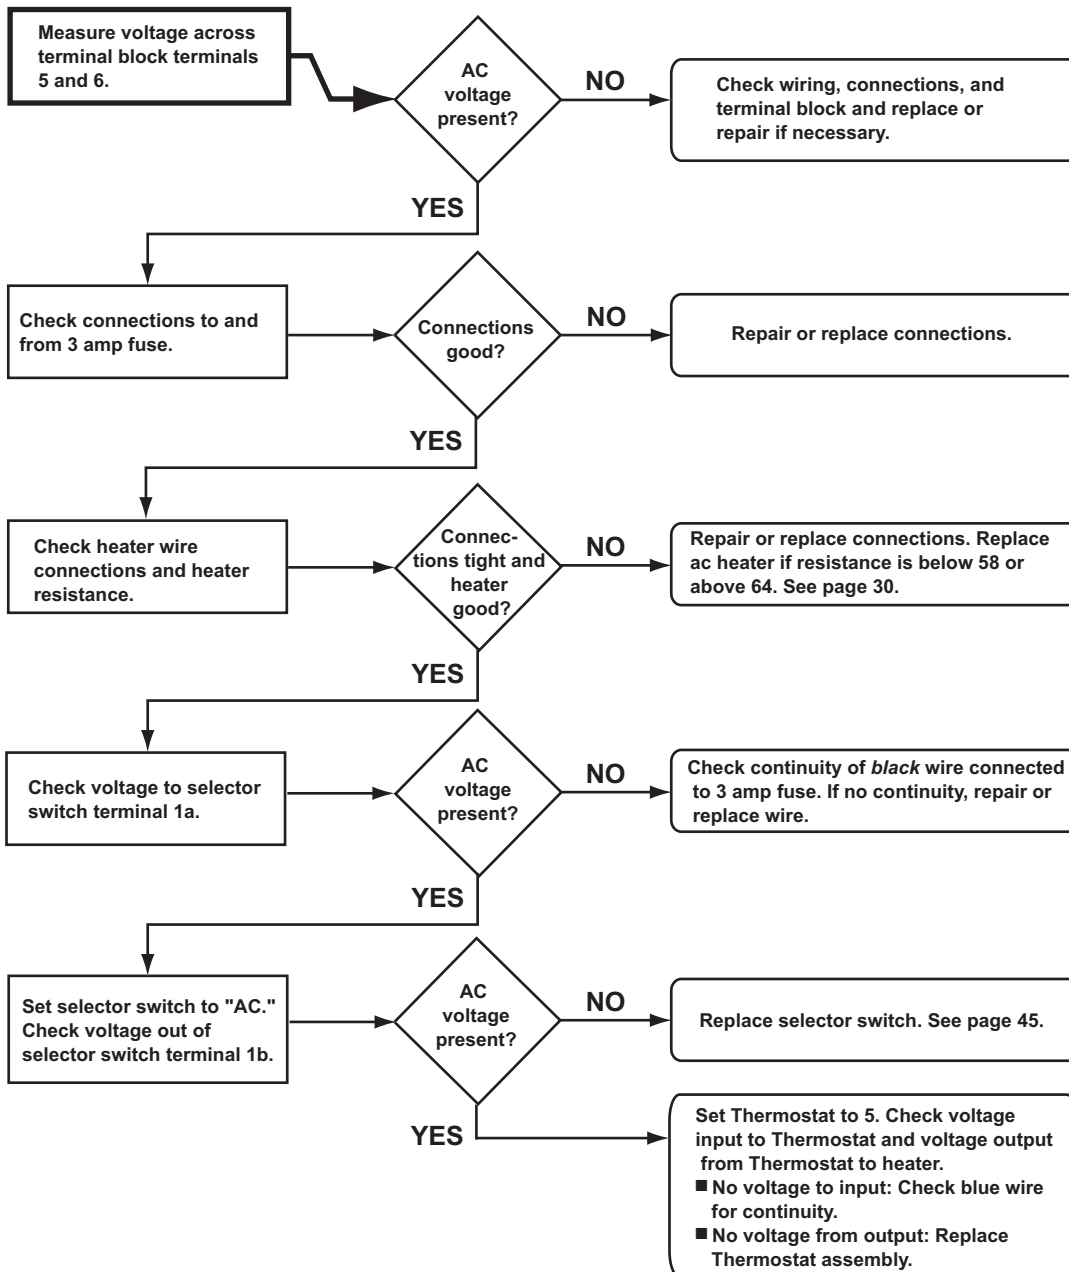 Measure voltage across
terminal block terminals
5 and 6.
AC
voltage
present?
NO
Check wiring, connections, and
terminal block and replace or
repair if necessary.
YES
Check connections to and
from 3 amp fuse.
Connections
good?
NO
Repair or replace connections.
YES
Check heater wire
connections and heater
resistance.
Connec-
tions tight and
heater
good?
NO
Repair or replace connections. Replace
ac heater if resistance is below 58 or
above 64. See page 30.
YES
Check voltage to selector
switch terminal 1a.
AC
voltage
present?
NO
Check continuity of black wire connected
to 3 amp fuse. If no continuity, repair or
replace wire.
YES
Set selector switch to "AC."
Check voltage out of
selector switch terminal 1b.
AC
voltage
present?
NO
Replace selector switch. See page 45.
YES
Set Thermostat to 5. Check voltage
input to Thermostat and voltage output
from Thermostat to heater.
■ No voltage to input: Check blue wire
for continuity.
■ No voltage from output: Replace
Thermostat assembly.